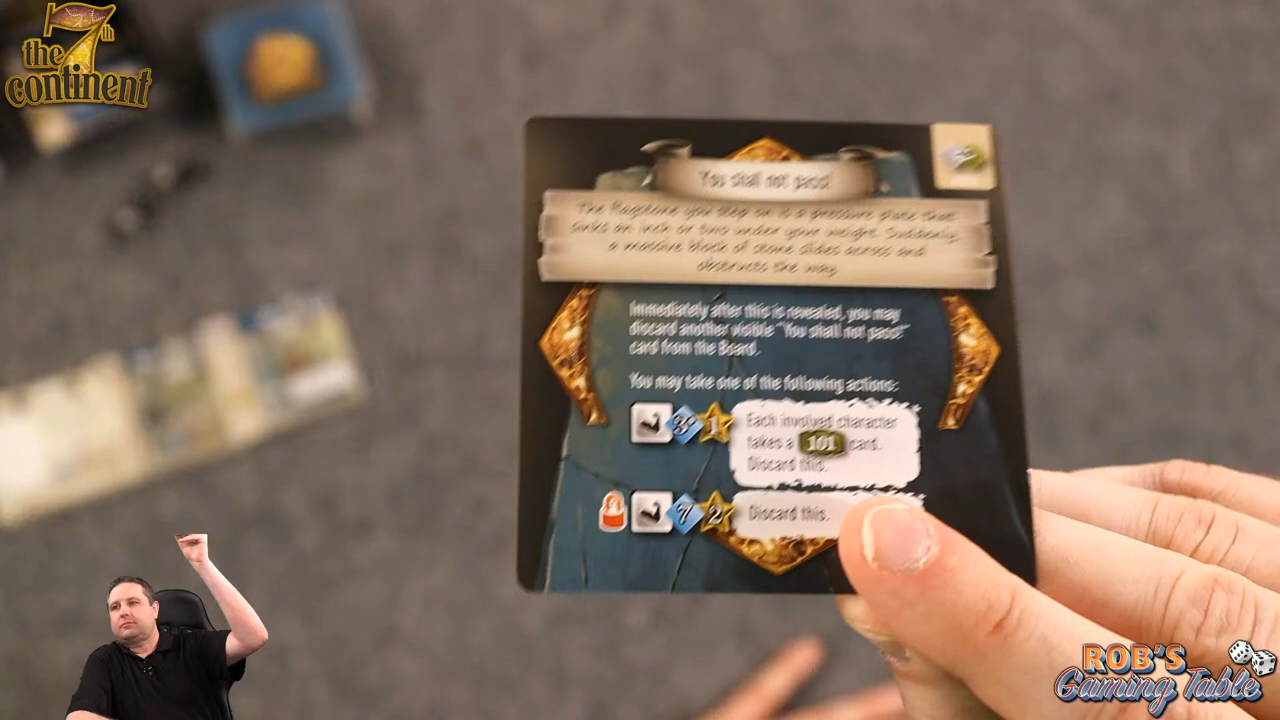 the 7th continent
You shall not pass!
The flagstone you step on is a pressure plate that
sinks an inch or two under your weight. Suddenly,
a massive block of stone slides across and
obstructs the way.
Immediately after this is revealed, you may
discard another visible "You shall not pass!"
card from the Board.
You may take one of the following actions:
3+ 1 Each involved character
takes a 101 card.
Discard this.
7 2 Discard this.
ROB'S
Gaming Table